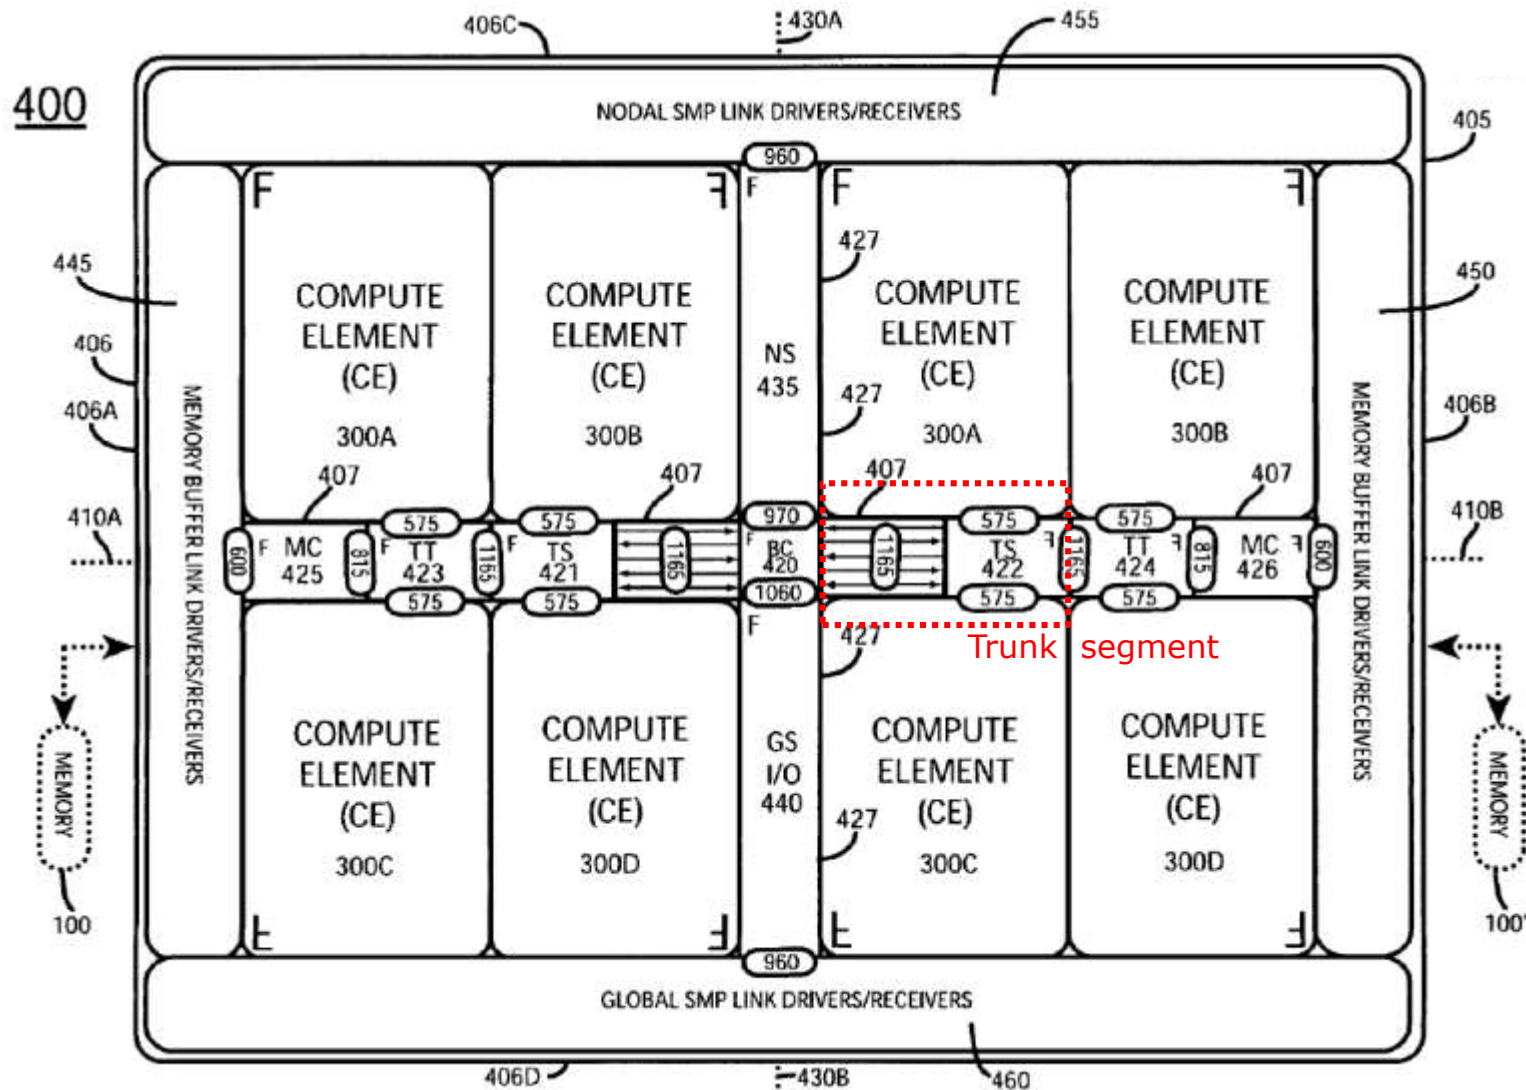 406C
430A
455
400
NODAL SMP LINK DRIVERS/RECEIVERS
405
960
F
F
F
F
F
427
445
450
COMPUTE
ELEMENT
(CE)
300A
COMPUTE
ELEMENT
(CE)
300B
NS
435
COMPUTE
ELEMENT
(CE)
300A
COMPUTE
ELEMENT
(CE)
300B
406
406A
427
406B
MEMORY BUFFER LINK DRIVERS/RECEIVERS
MEMORY BUFFER LINK DRIVERS/RECEIVERS
407
407
407
407
410A
410B
575
575
970
575
575
600
F
MC
425
815
F
TT
423
1165
F
TS
421
1165
F
BC
420
1165
TS
422
F
1165
TT
424
815
MC
426
F
600
575
575
1060
575
575
F
427
Trunk segment
COMPUTE
ELEMENT
(CE)
300C
COMPUTE
ELEMENT
(CE)
300D
GS
I/O
440
COMPUTE
ELEMENT
(CE)
300C
COMPUTE
ELEMENT
(CE)
300D
427
MEMORY
MEMORY
100
100'
F
F
F
F
960
GLOBAL SMP LINK DRIVERS/RECEIVERS
406D
430B
460